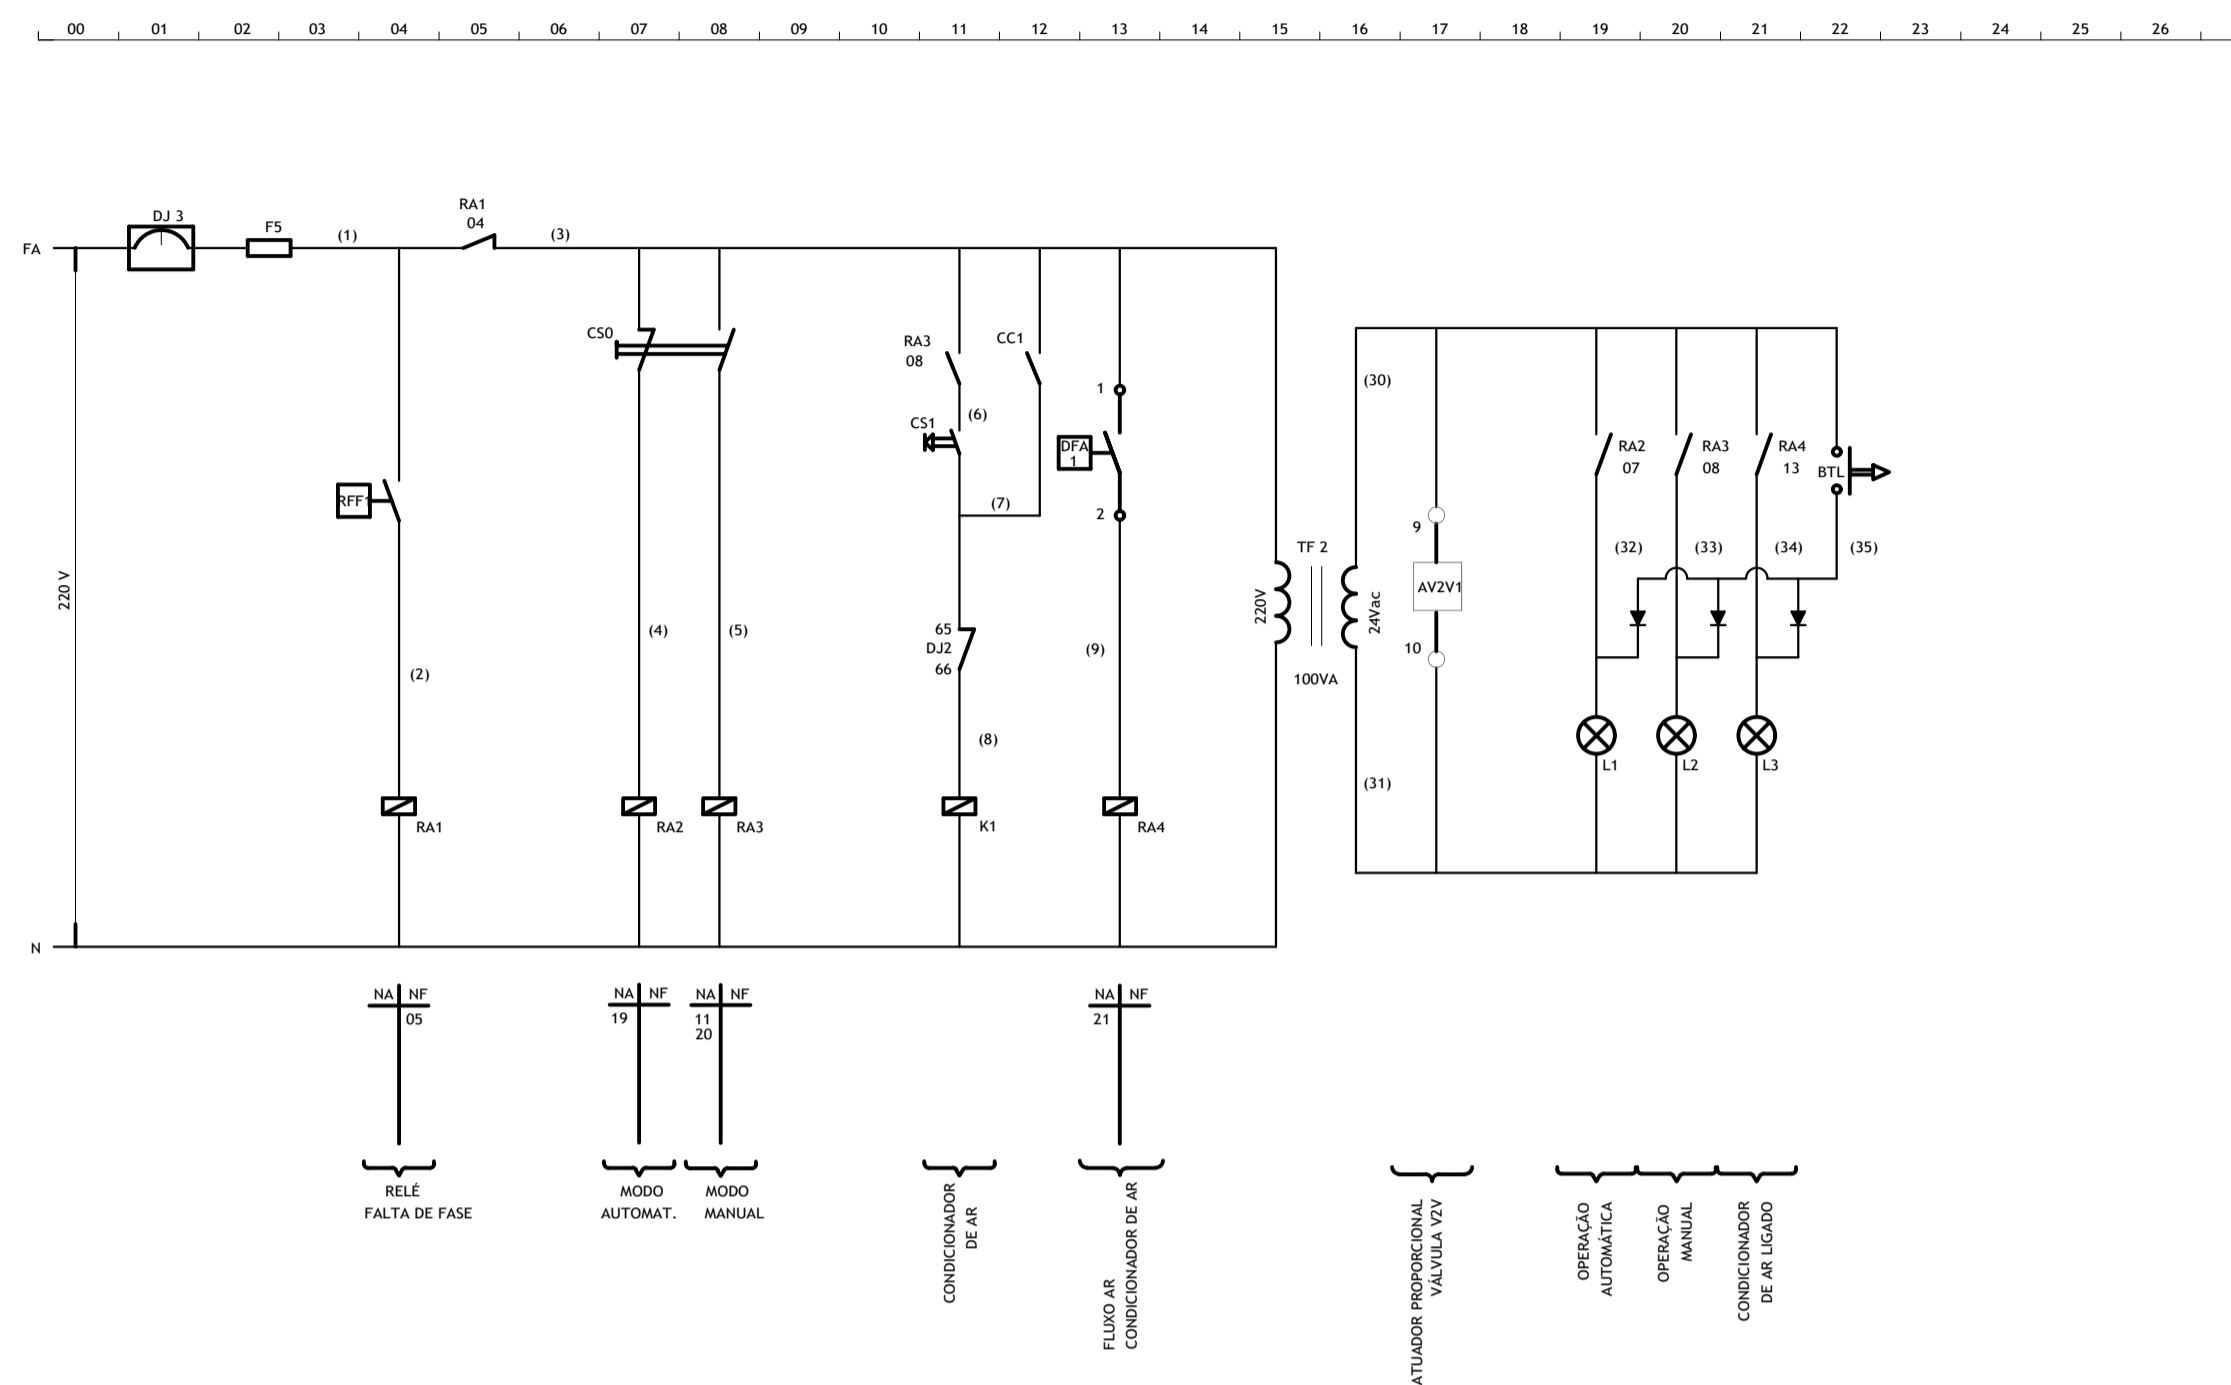 00 01 02 03 04 05 06 07 08 09 10 11 12 13 14 15 16 17 18 19 20 21 22 23 24 25 26
RA1
04
DJ 3
F5
(1)
(3)
FA
CS0
RA3
08
CC1
(30)
1
CS1
(6)
DFA
1
RA2
07
RA3
08
RA4
13
BTL
RFF1
(7)
2
9
TF 2
(32)
(33)
(34)
(35)
220 V
220V
24Vac
AV2V1
(4)
(5)
65
DJ2
66
(9)
10
(2)
100VA
(8)
L1
L2
L3
(31)
RA1
RA2
RA3
K1
RA4
N
NA NF
05
NA NF
19
NA NF
11
20
NA NF
21
RELÉ
FALTA DE FASE
MODO
AUTOMAT.
MODO
MANUAL
CONDICIONADOR
DE AR
FLUXO AR
CONDICIONADOR DE AR
ATUADOR PROPORCIONAL
VÁLVULA V2V
OPERAÇÃO
AUTOMÁTICA
OPERAÇÃO
MANUAL
CONDICIONADOR
DE AR LIGADO